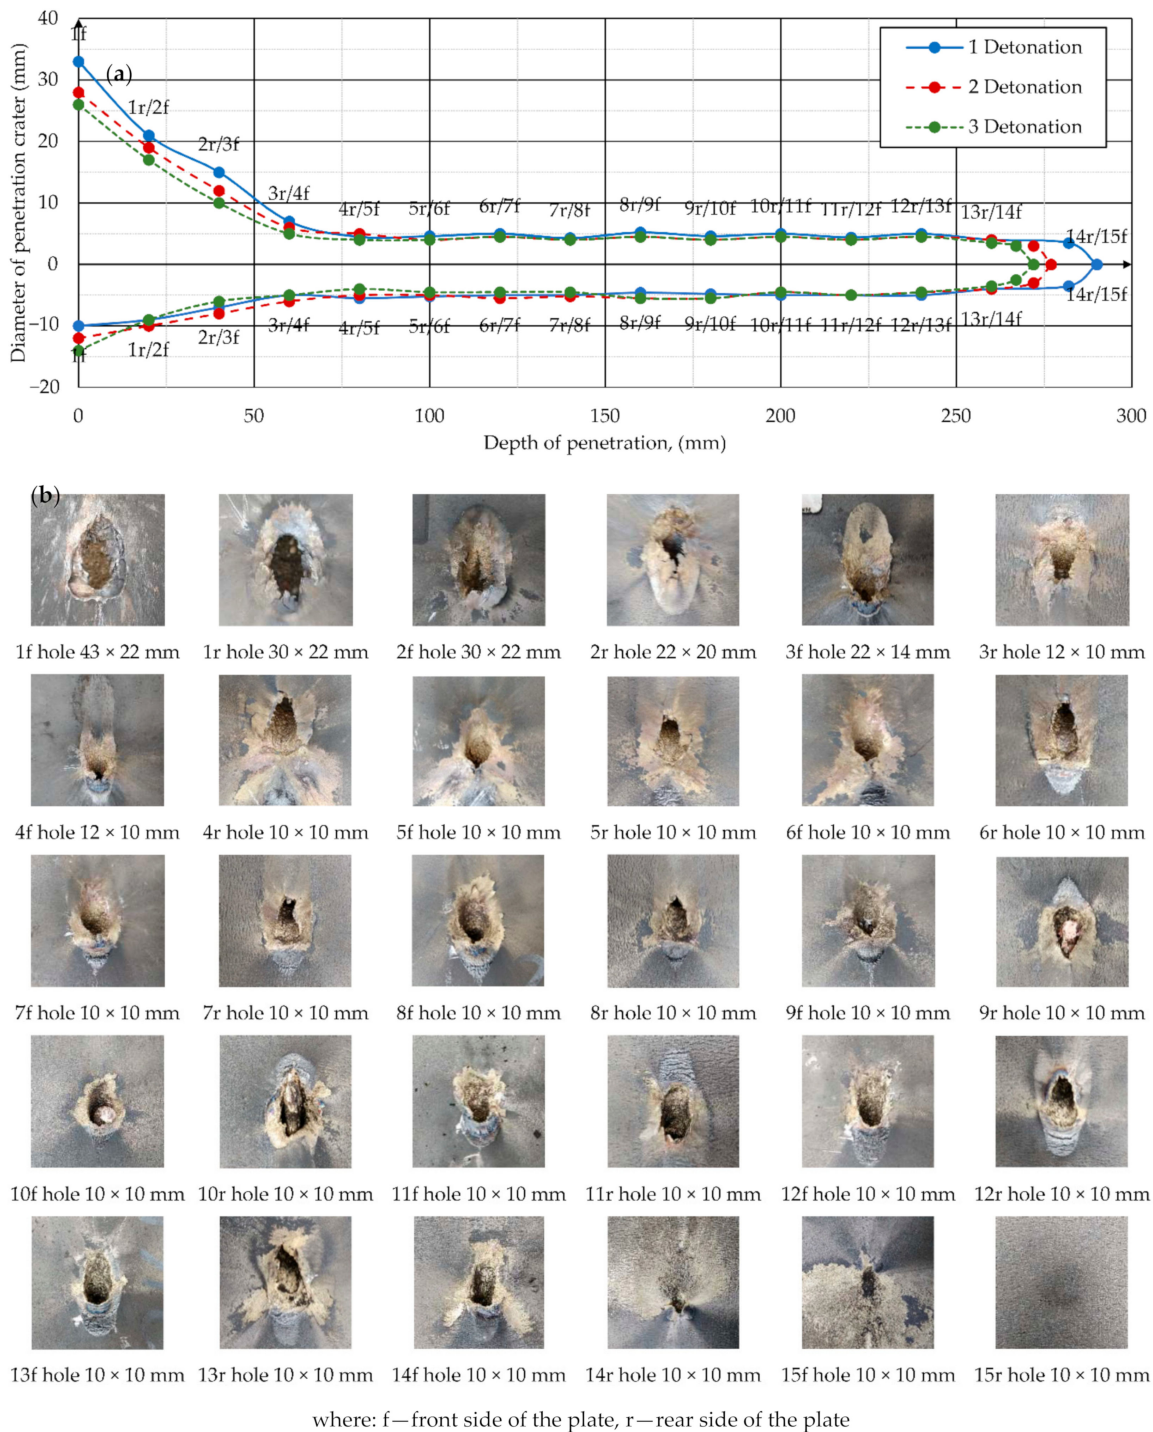 40
30
20
10
0
−10
−20
Diameter of penetration crater (mm)
1f
(a)
1 Detonation
2 Detonation
3 Detonation
1r/2f
2r/3f
3r/4f
4r/5f
5r/6f
6r/7f
7r/8f
8r/9f
9r/10f
10r/11f
11r/12f
12r/13f
13r/14f
14r/15f
1f
1r/2f
2r/3f
3r/4f
4r/5f
5r/6f
6r/7f
7r/8f
8r/9f
9r/10f
10r/11f
11r/12f
12r/13f
13r/14f
14r/15f
0 50 100 150 200 250 300
Depth of penetration, (mm)
(b)
1f hole 43 × 22 mm 1r hole 30 × 22 mm 2f hole 30 × 22 mm 2r hole 22 × 20 mm 3f hole 22 × 14 mm 3r hole 12 × 10 mm
4f hole 12 × 10 mm 4r hole 10 × 10 mm 5f hole 10 × 10 mm 5r hole 10 × 10 mm 6f hole 10 × 10 mm 6r hole 10 × 10 mm
7f hole 10 × 10 mm 7r hole 10 × 10 mm 8f hole 10 × 10 mm 8r hole 10 × 10 mm 9f hole 10 × 10 mm 9r hole 10 × 10 mm
10f hole 10 × 10 mm 10r hole 10 × 10 mm 11f hole 10 × 10 mm 11r hole 10 × 10 mm 12f hole 10 × 10 mm 12r hole 10 × 10 mm
13f hole 10 × 10 mm 13r hole 10 × 10 mm 14f hole 10 × 10 mm 14r hole 10 × 10 mm 15f hole 10 × 10 mm 15r hole 10 × 10 mm
where: f—front side of the plate, r—rear side of the plate